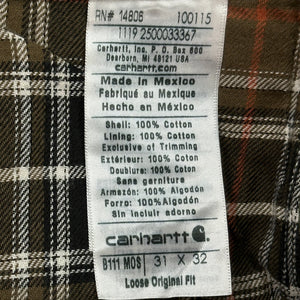 RN# 14806 100115
1119 2500033367
Carhartt, Inc. P.O. Box 600
Dearborn, MI 48121 USA
carhartt.com
Made in Mexico
Fabriqué au Mexique
Hecho en México
Shell: 100% Cotton
Lining: 100% Cotton
Exclusive of Trimming
Extérieur: 100% Coton
Doublure: 100% Coton
Sans garniture
Armazón: 100% Algodón
Forro: 100% Algodón
Sin incluir adorno
carhartt
B111 MOS 31 X 32
Loose Original Fit